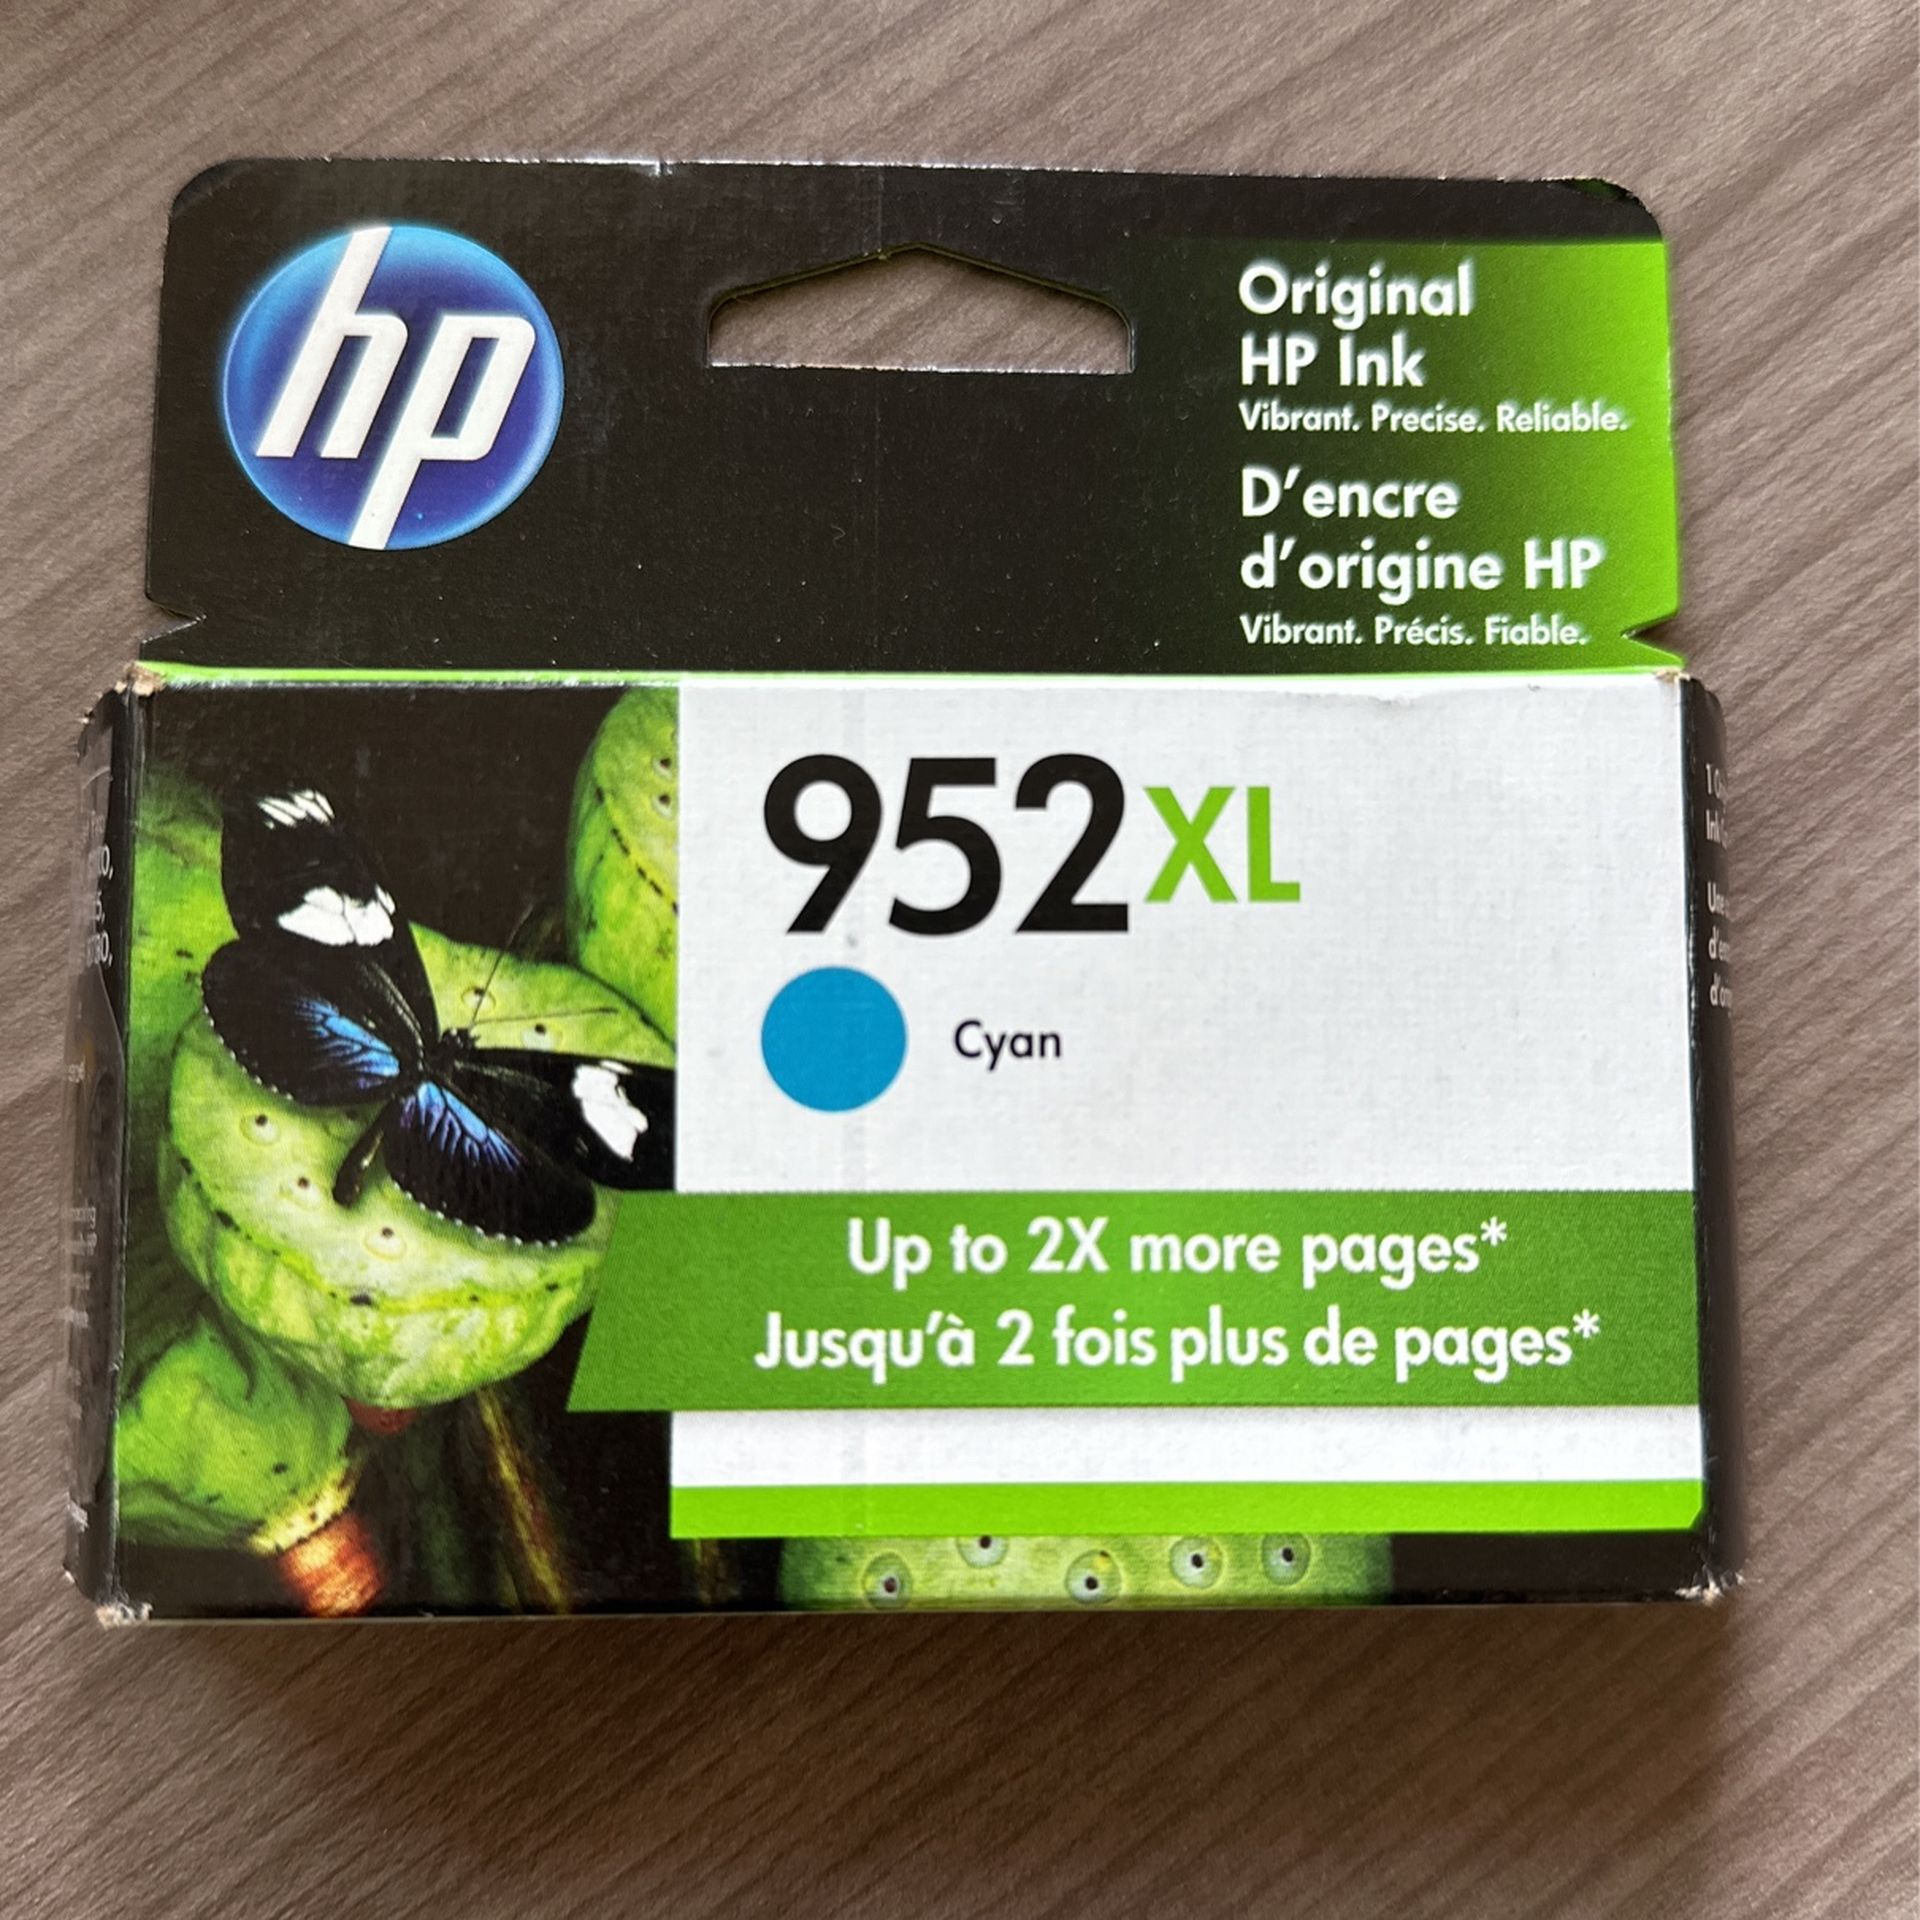 hp
Original
HP Ink
Vibrant. Precise. Reliable.
D'encre
d'origine HP
Vibrant. Précis. Fiable.
952XL
Cyan
Up to 2X more pages*
Jusqu'à 2 fois plus de pages*